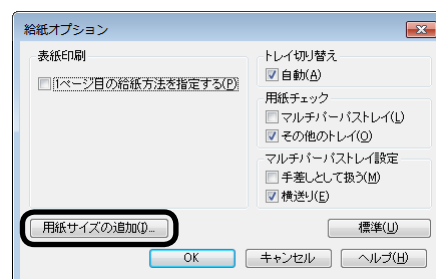 給紙オプション
表紙印刷
1ページ目の給紙方法を指定する(P)
トレイ切り替え
自動(A)
用紙チェック
マルチパーパストレイ(L)
その他のトレイ(O)
マルチパーパストレイ設定
手差しとして扱う(M)
横送り(E)
用紙サイズの追加(I)...
標準(U)
OK
キャンセル
ヘルプ(H)